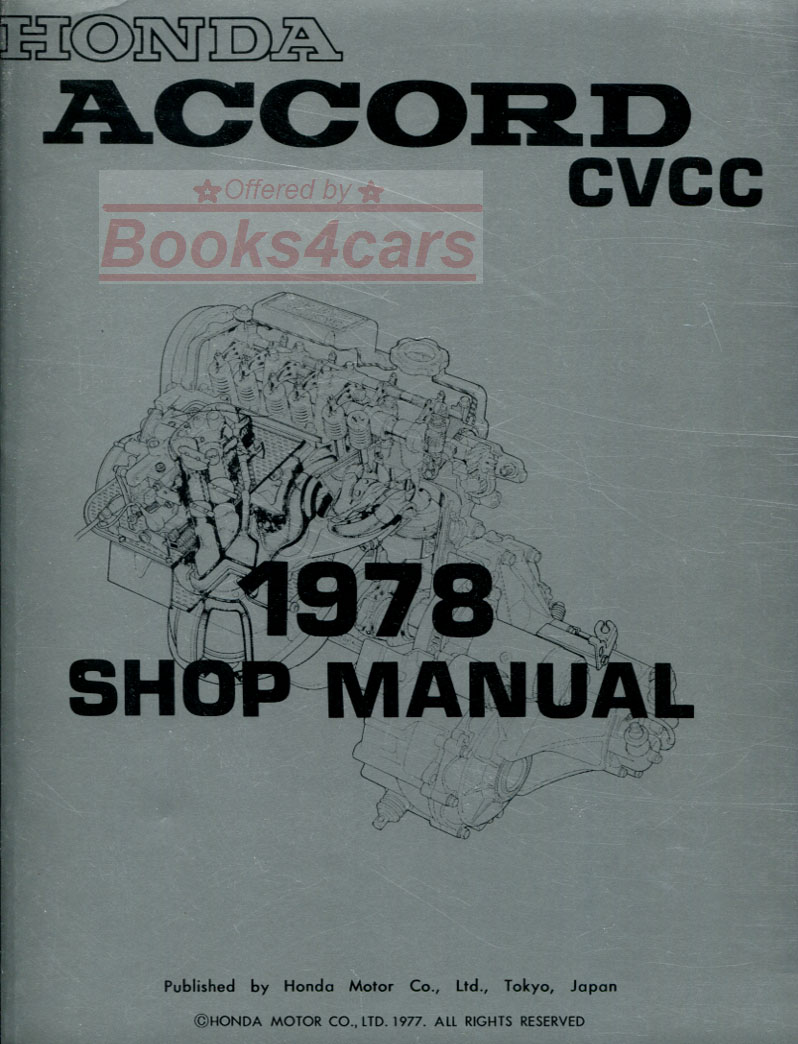 HONDA
ACCORD
CVCC
Offered by
Books4cars
1978
SHOP MANUAL
Published by Honda Motor Co., Ltd., Tokyo, Japan
©HONDA MOTOR CO., LTD. 1977. ALL RIGHTS RESERVED